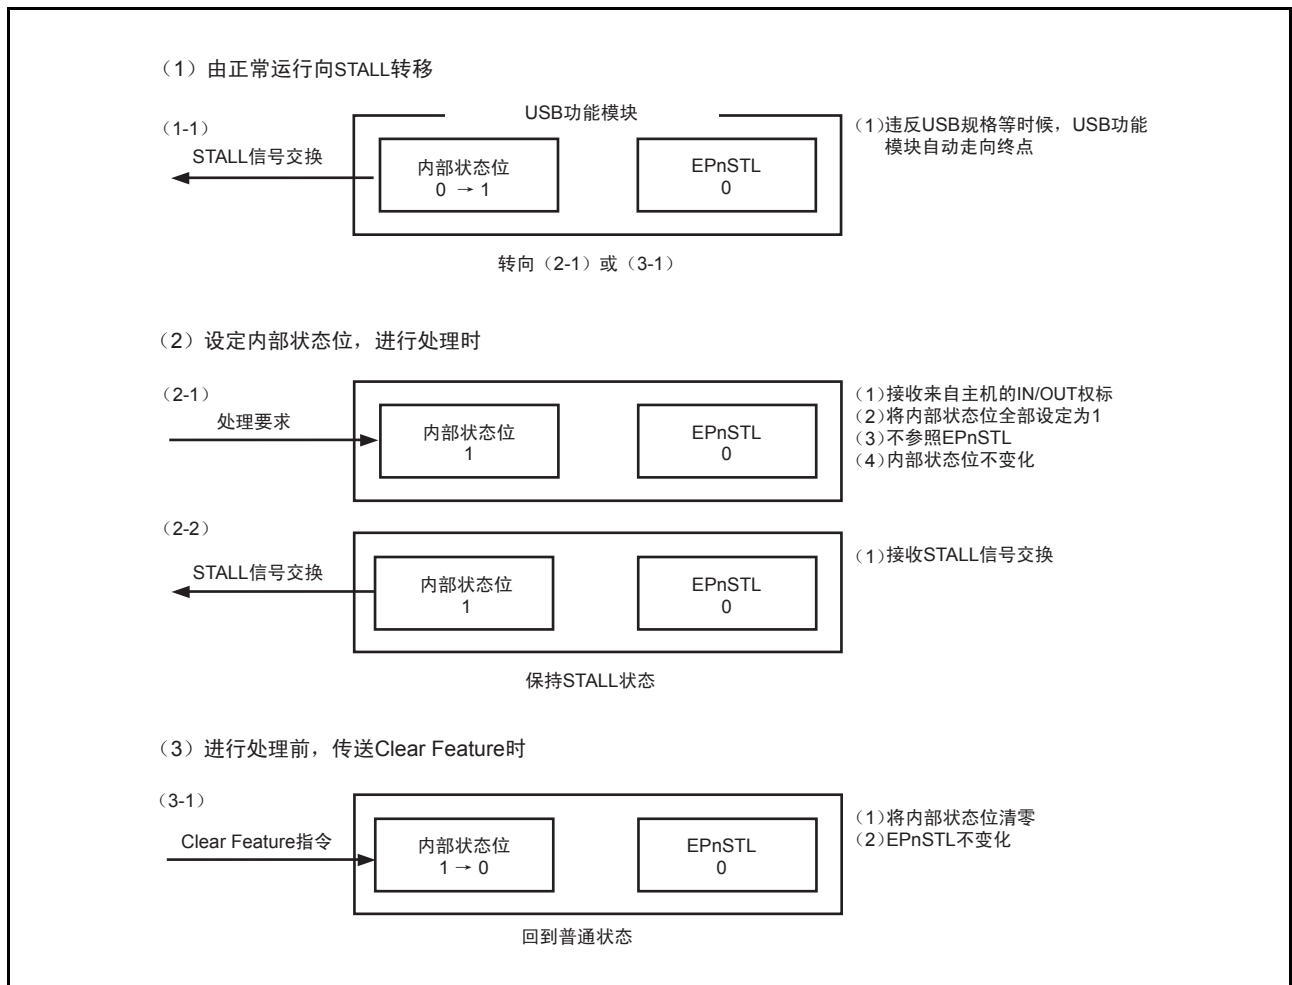 （1）由正常运行向STALL转移
USB功能模块
（1-1）
STALL信号交换
内部状态位
0 → 1
EPnSTL
0
（1）违反USB规格等时候，USB功能
模块自动走向终点
转向（2-1）或（3-1）
（2）设定内部状态位，进行处理时
（2-1）
处理要求
内部状态位
1
EPnSTL
0
（1）接收来自主机的IN/OUT权标
（2）将内部状态位全部设定为1
（3）不参照EPnSTL
（4）内部状态位不变化
（2-2）
STALL信号交换
内部状态位
1
EPnSTL
0
（1）接收STALL信号交换
保持STALL状态
（3）进行处理前，传送Clear Feature时
（3-1）
Clear Feature指令
内部状态位
1 → 0
EPnSTL
0
（1）将内部状态位清零
（2）EPnSTL不变化
回到普通状态